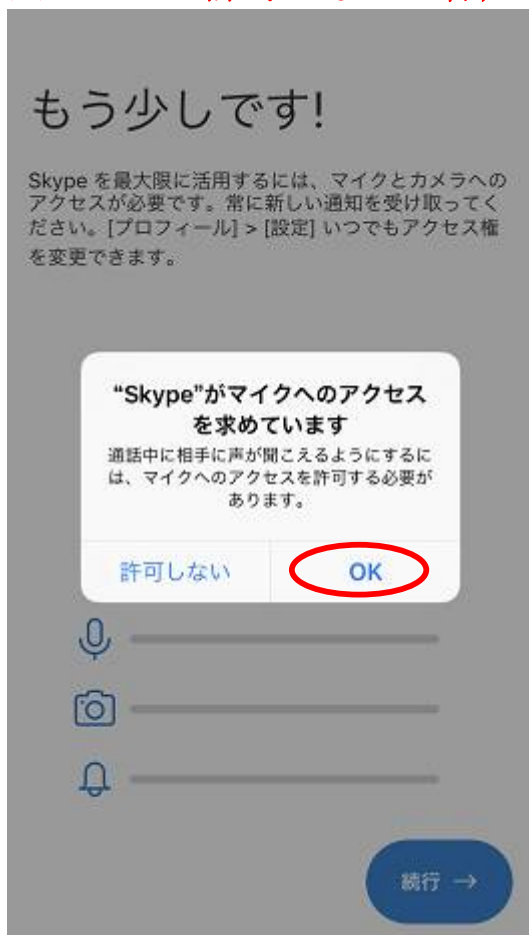 もう少しです!
Skype を最大限に活用するには、マイクとカメラへの
アクセスが必要です。常に新しい通知を受け取ってく
ださい。[プロフィール] > [設定] いつでもアクセス権
を変更できます。
“Skype”がマイクへのアクセス
を求めています
通話中に相手に声が聞こえるようにするに
は、マイクへのアクセスを許可する必要が
あります。
許可しない
OK
続行 →